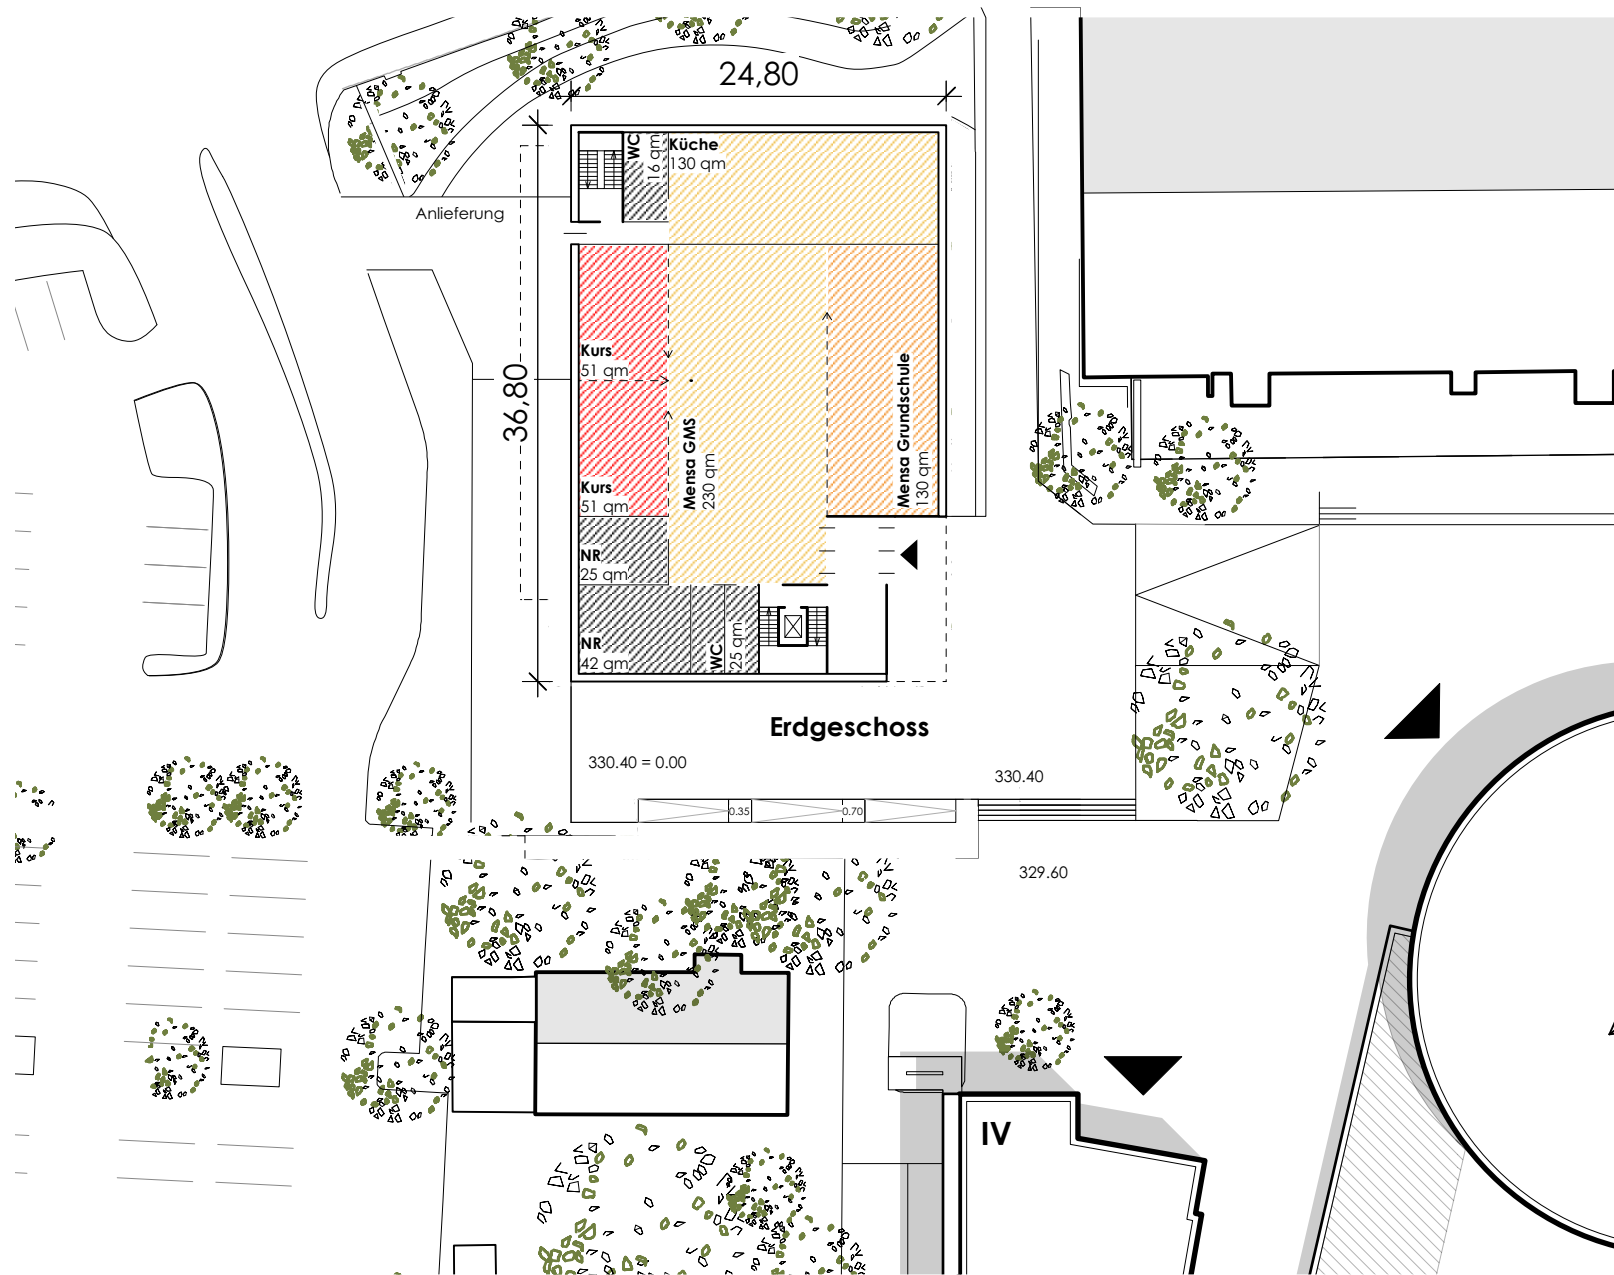 24,80
WC
16 qm
Küche
130 qm
Anlieferung
36,80
Kurs
51 qm
Mensa GMS
230 qm
Mensa Grundschule
130 qm
Kurs
51 qm
NR
25 qm
NR
42 qm
WC
25 qm
Erdgeschoss
330.40 = 0.00
330.40
0.35
0.70
329.60
IV